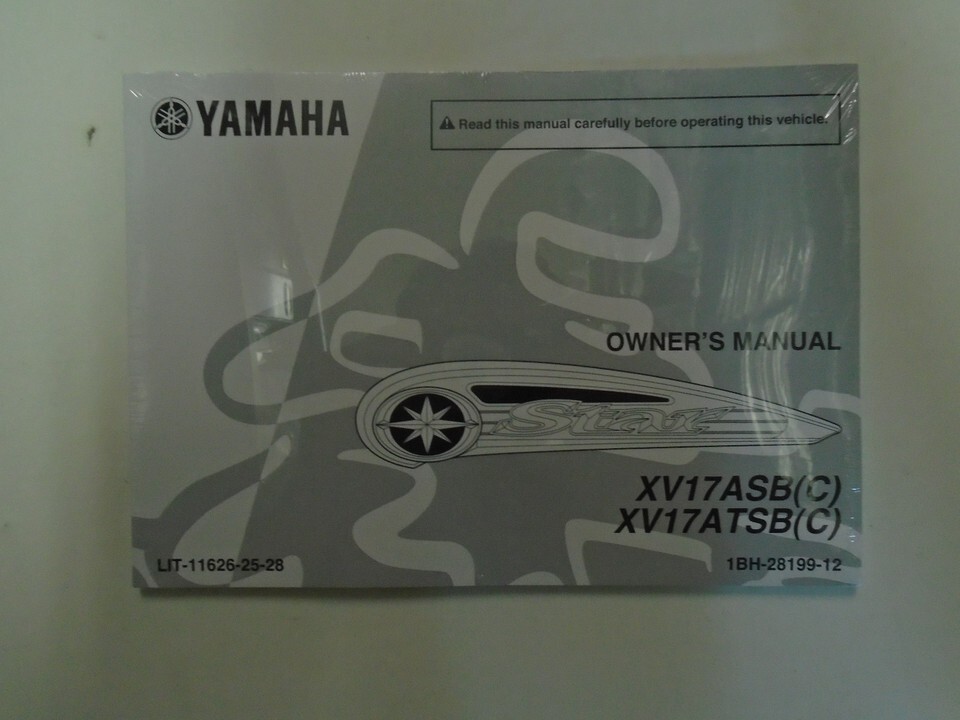 YAMAHA
⚠ Read this manual carefully before operating this vehicle.
OWNER'S MANUAL
Star
XV17ASB(C)
XV17ATSB(C)
LIT-11626-25-28
1BH-28199-12